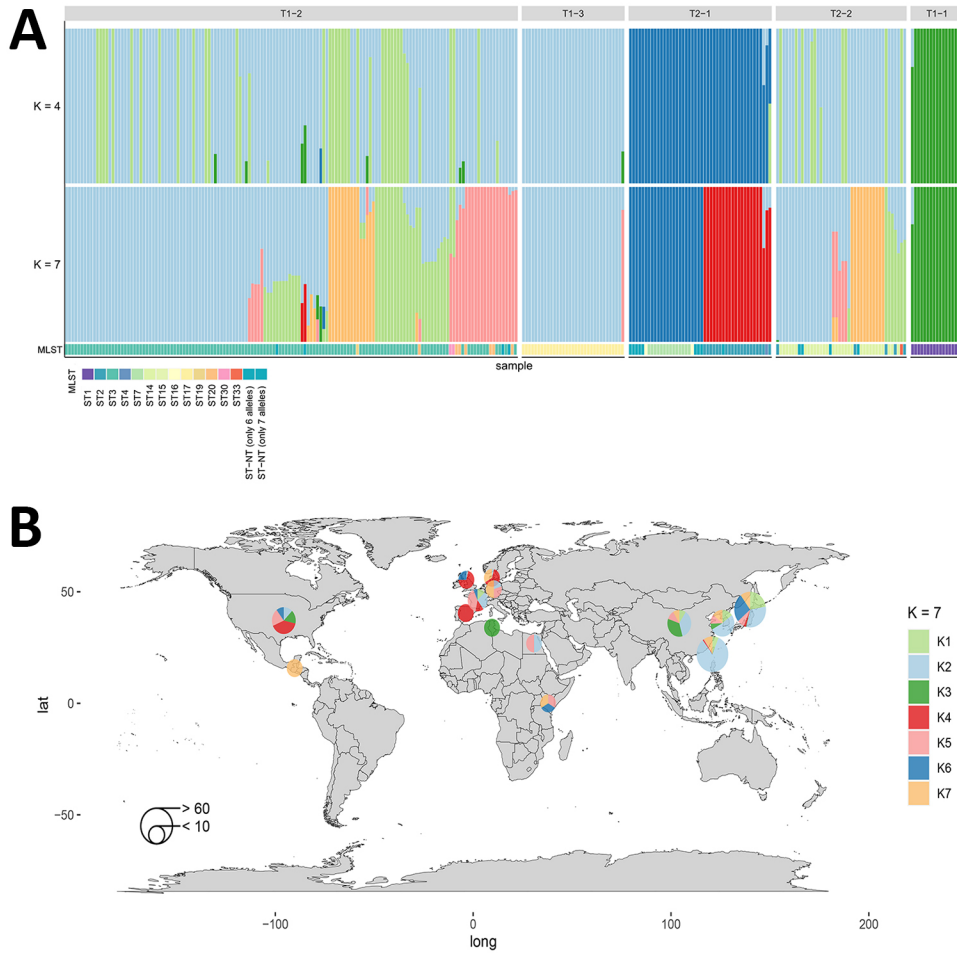 A
T1-2
T1-3
T2-1
T2-2
T1-1
K = 4
K = 7
MLST
sample
MLST
ST1
ST2
ST3
ST4
ST7
ST14
ST15
ST16
ST17
ST19
ST20
ST30
ST33
ST-NT (only 6 alleles)
ST-NT (only 7 alleles)
B
50
0
−50
lat
> 60
< 10
−100
0
100
200
long
K = 7
K1
K2
K3
K4
K5
K6
K7